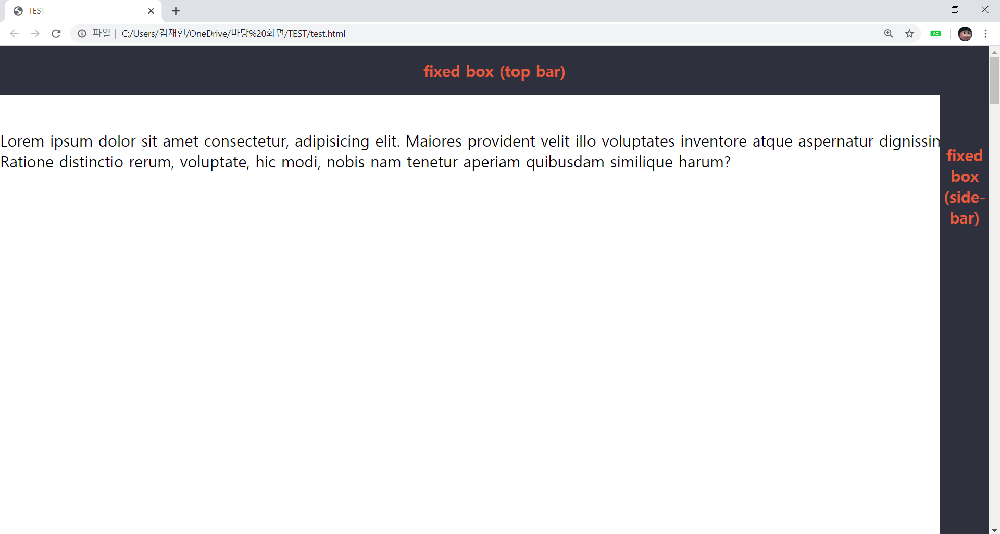 TEST
파일 | C:/Users/김재현/OneDrive/바탕%20화면/TEST/test.html
AC
fixed box (top bar)
Lorem ipsum dolor sit amet consectetur, adipisicing elit. Maiores provident velit illo voluptates inventore atque aspernatur
Ratione distinctio rerum, voluptate, hic modi, nobis nam tenetur aperiam quibusdam similique harum?
fixed
box
(side-
bar)